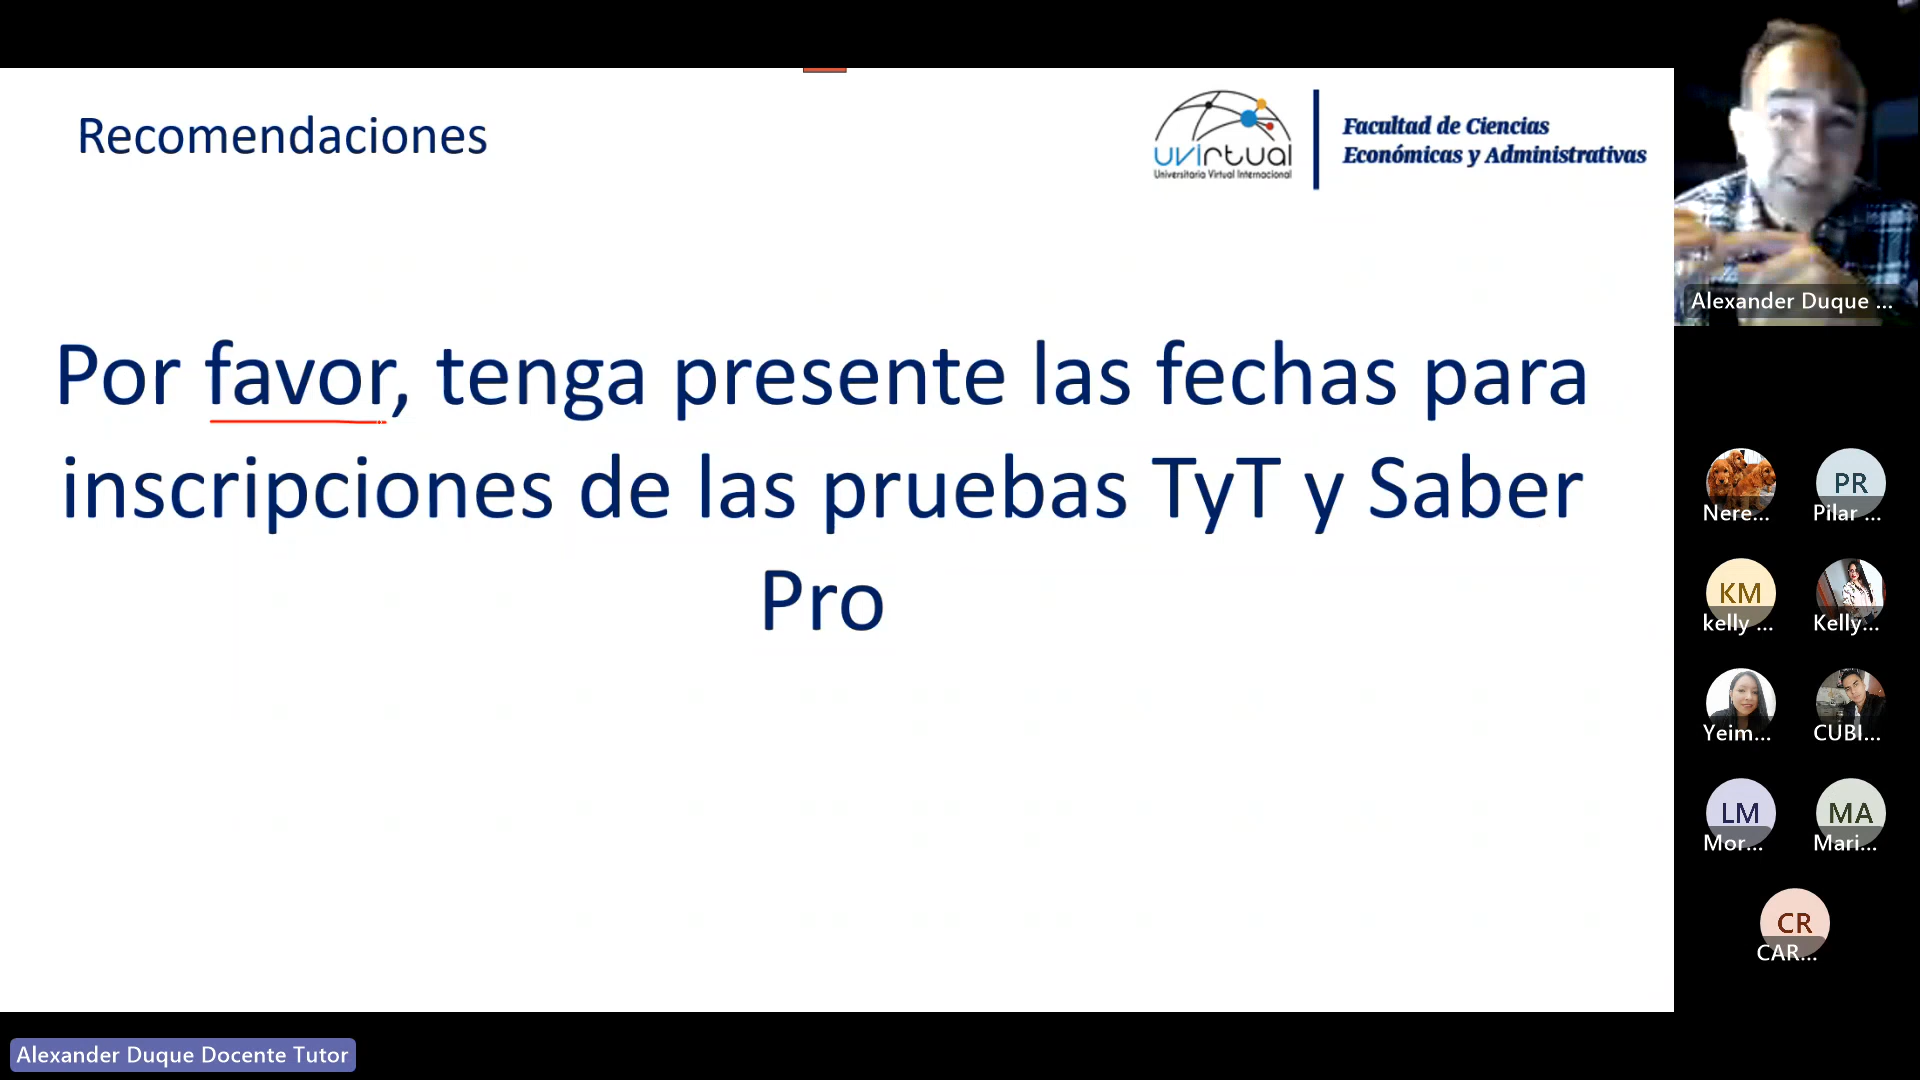 Recomendaciones
uvirtual
Universitaria Virtual Internacional
Facultad de Ciencias
Económicas y Administrativas
Por favor, tenga presente las fechas para
inscripciones de las pruebas TyT y Saber
Pro
Alexander Duque ...
Nere...
PR
Pilar ...
KM
kelly ...
Kelly...
Yeim...
CUBI...
LM
Mor...
MA
Mari...
CR
CAR...
Alexander Duque Docente Tutor